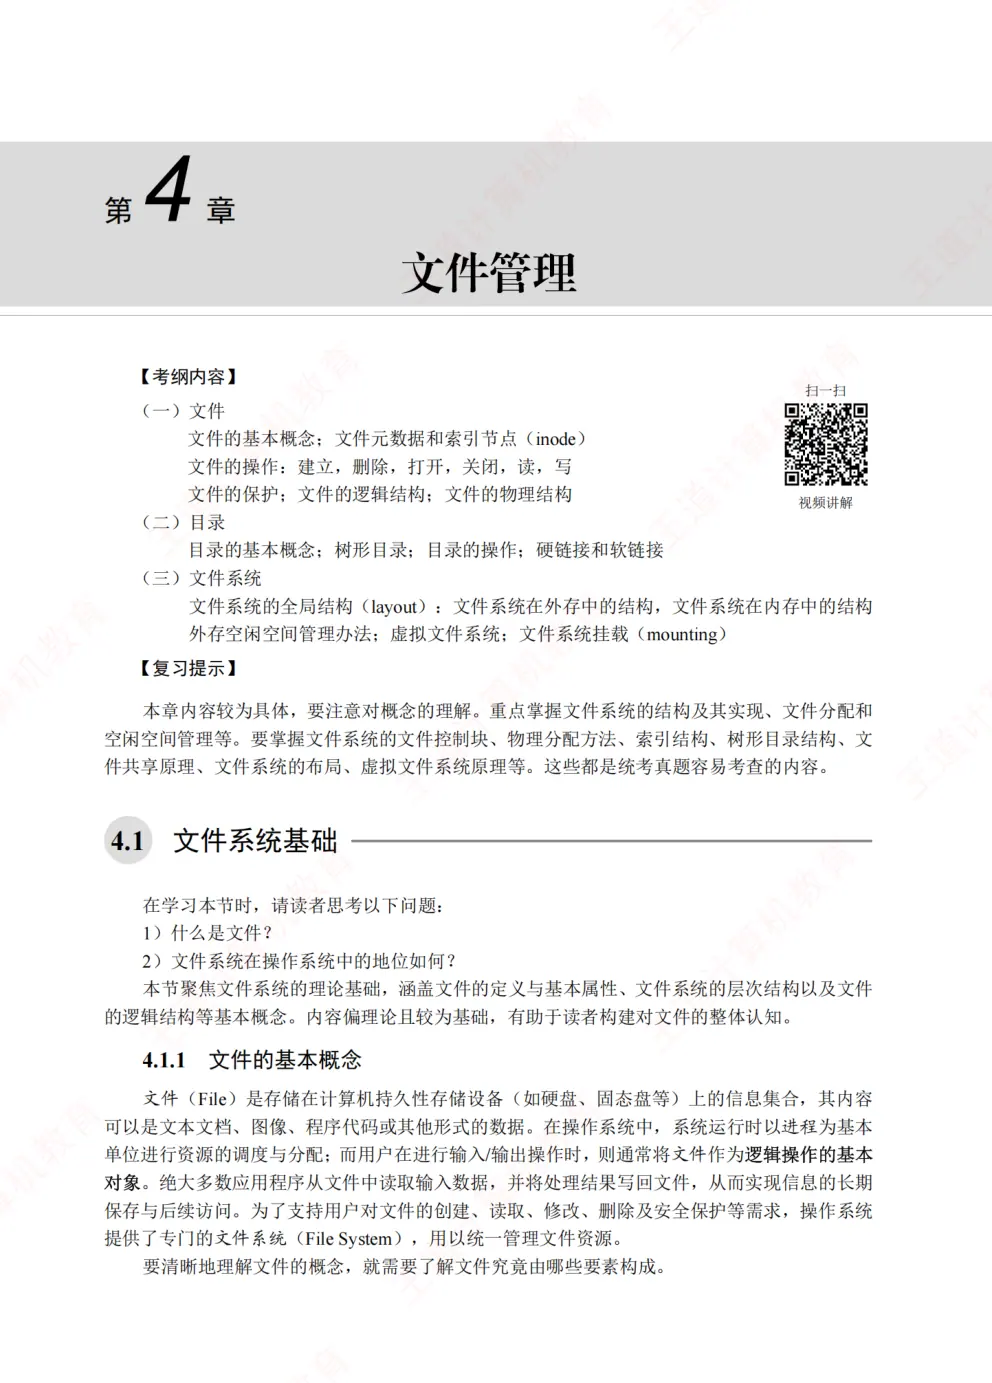 第4章
文件管理
【考纲内容】
（一）文件
文件的基本概念；文件元数据和索引节点（inode）
文件的操作：建立，删除，打开，关闭，读，写
文件的保护；文件的逻辑结构；文件的物理结构
（二）目录
目录的基本概念；树形目录；目录的操作；硬链接和软链接
（三）文件系统
文件系统的全局结构（layout）：文件系统在外存中的结构，文件系统在内存中的结构
外存空闲空间管理办法；虚拟文件系统；文件系统挂载（mounting）
扫一扫
视频讲解
【复习提示】
本章内容较为具体，要注意对概念的理解。重点掌握文件系统的结构及其实现、文件分配和
空闲空间管理等。要掌握文件系统的文件控制块、物理分配方法、索引结构、树形目录结构、文
件共享原理、文件系统的布局、虚拟文件系统原理等。这些都是统考真题容易考查的内容。
4.1 文件系统基础
在学习本节时，请读者思考以下问题：
1）什么是文件？
2）文件系统在操作系统中的地位如何？
本节聚焦文件系统的理论基础，涵盖文件的定义与基本属性、文件系统的层次结构以及文件
的逻辑结构等基本概念。内容偏理论且较为基础，有助于读者构建对文件的整体认知。
4.1.1 文件的基本概念
文件（File）是存储在计算机持久性存储设备（如硬盘、固态盘等）上的信息集合，其内容
可以是文本文档、图像、程序代码或其他形式的数据。在操作系统中，系统运行时以进程为基本
单位进行资源的调度与分配；而用户在进行输入/输出操作时，则通常将文件作为逻辑操作的基本
对象。绝大多数应用程序从文件中读取输入数据，并将处理结果写回文件，从而实现信息的长期
保存与后续访问。为了支持用户对文件的创建、读取、修改、删除及安全保护等需求，操作系统
提供了专门的文件系统（File System），用以统一管理文件资源。
要清晰地理解文件的概念，就需要了解文件究竟由哪些要素构成。
王道计算机教育